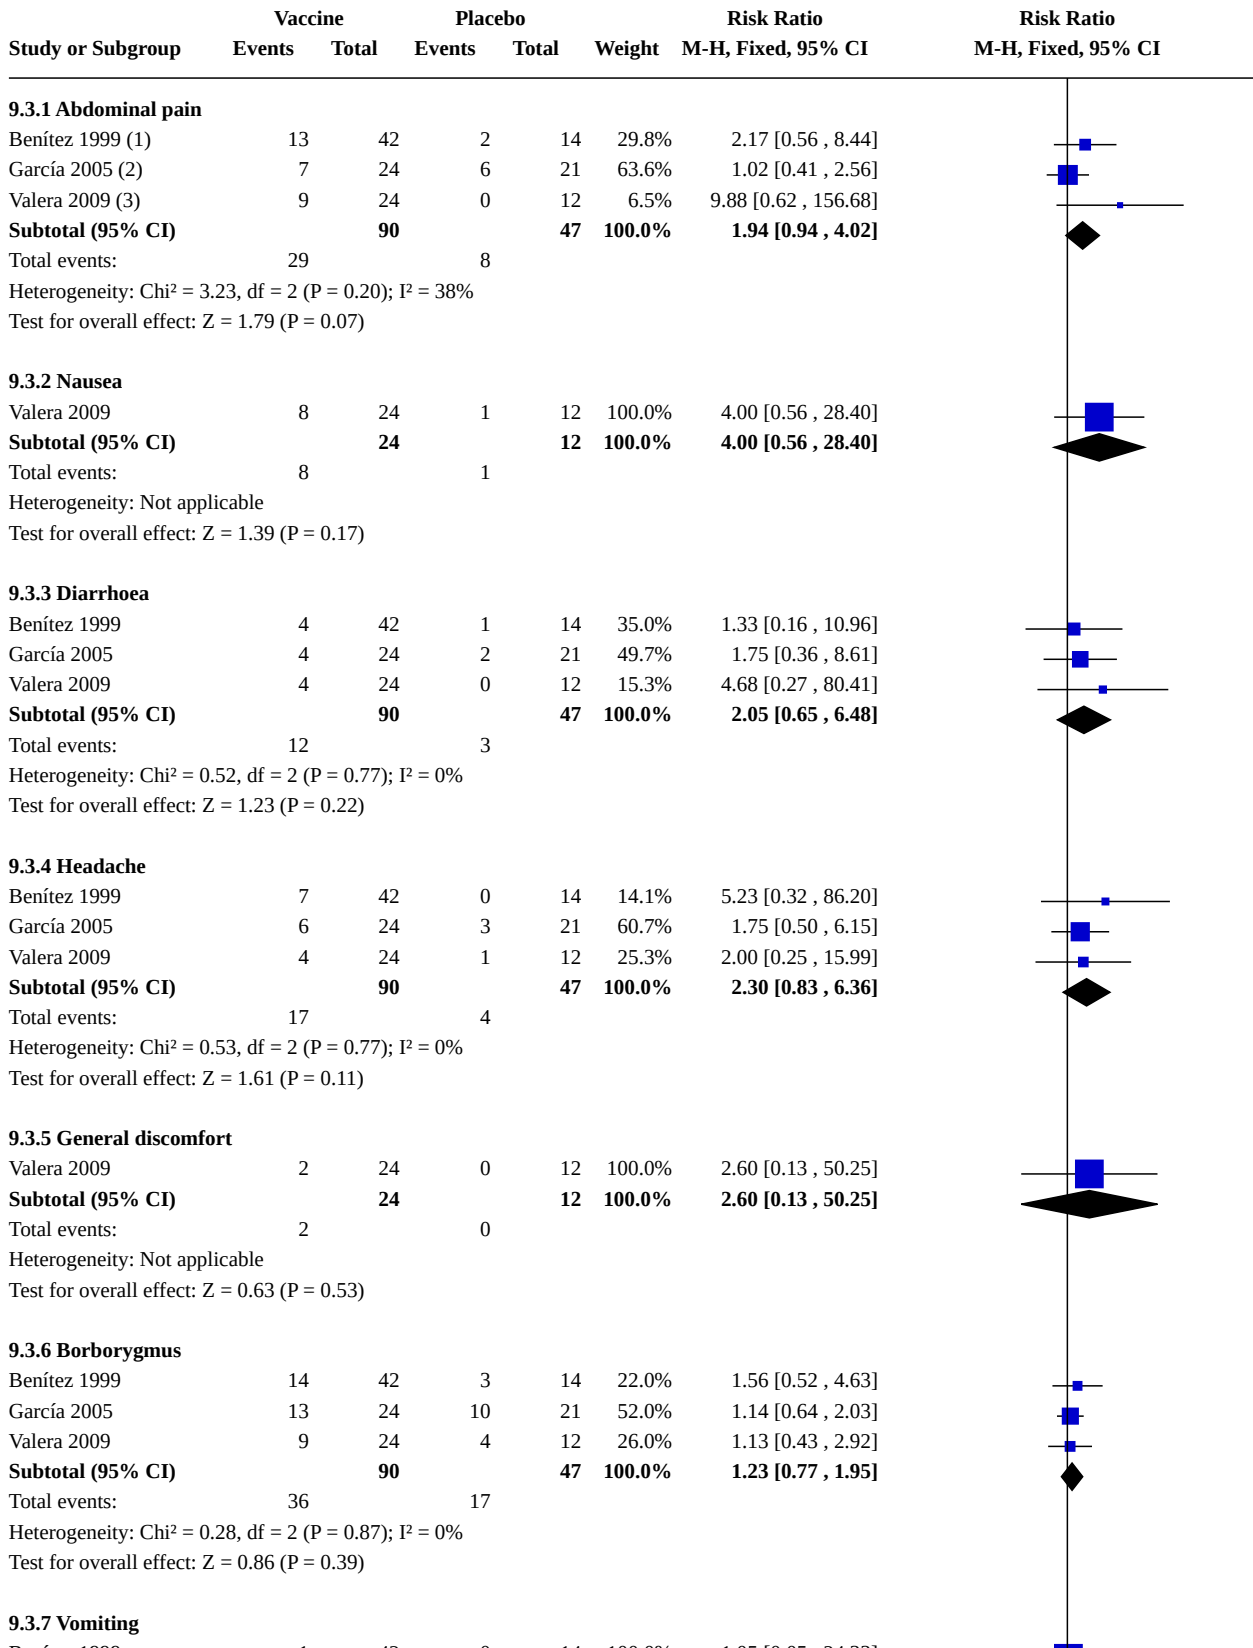 Vaccine Placebo Risk Ratio Risk Ratio
Study or Subgroup Events Total Events Total Weight M-H, Fixed, 95% CI M-H, Fixed, 95% CI
9.3.1 Abdominal pain
Benítez 1999 (1) 13 42 2 14 29.8% 2.17 [0.56 , 8.44]
García 2005 (2) 7 24 6 21 63.6% 1.02 [0.41 , 2.56]
Valera 2009 (3) 9 24 0 12 6.5% 9.88 [0.62 , 156.68]
Subtotal (95% CI) 90 47 100.0% 1.94 [0.94 , 4.02]
Total events: 29 8
Heterogeneity: Chi² = 3.23, df = 2 (P = 0.20); I² = 38%
Test for overall effect: Z = 1.79 (P = 0.07)
9.3.2 Nausea
Valera 2009 8 24 1 12 100.0% 4.00 [0.56 , 28.40]
Subtotal (95% CI) 24 12 100.0% 4.00 [0.56 , 28.40]
Total events: 8 1
Heterogeneity: Not applicable
Test for overall effect: Z = 1.39 (P = 0.17)
9.3.3 Diarrhoea
Benítez 1999 4 42 1 14 35.0% 1.33 [0.16 , 10.96]
García 2005 4 24 2 21 49.7% 1.75 [0.36 , 8.61]
Valera 2009 4 24 0 12 15.3% 4.68 [0.27 , 80.41]
Subtotal (95% CI) 90 47 100.0% 2.05 [0.65 , 6.48]
Total events: 12 3
Heterogeneity: Chi² = 0.52, df = 2 (P = 0.77); I² = 0%
Test for overall effect: Z = 1.23 (P = 0.22)
9.3.4 Headache
Benítez 1999 7 42 0 14 14.1% 5.23 [0.32 , 86.20]
García 2005 6 24 3 21 60.7% 1.75 [0.50 , 6.15]
Valera 2009 4 24 1 12 25.3% 2.00 [0.25 , 15.99]
Subtotal (95% CI) 90 47 100.0% 2.30 [0.83 , 6.36]
Total events: 17 4
Heterogeneity: Chi² = 0.53, df = 2 (P = 0.77); I² = 0%
Test for overall effect: Z = 1.61 (P = 0.11)
9.3.5 General discomfort
Valera 2009 2 24 0 12 100.0% 2.60 [0.13 , 50.25]
Subtotal (95% CI) 24 12 100.0% 2.60 [0.13 , 50.25]
Total events: 2 0
Heterogeneity: Not applicable
Test for overall effect: Z = 0.63 (P = 0.53)
9.3.6 Borborygmus
Benítez 1999 14 42 3 14 22.0% 1.56 [0.52 , 4.63]
García 2005 13 24 10 21 52.0% 1.14 [0.64 , 2.03]
Valera 2009 9 24 4 12 26.0% 1.13 [0.43 , 2.92]
Subtotal (95% CI) 90 47 100.0% 1.23 [0.77 , 1.95]
Total events: 36 17
Heterogeneity: Chi² = 0.28, df = 2 (P = 0.87); I² = 0%
Test for overall effect: Z = 0.86 (P = 0.39)
9.3.7 Vomiting